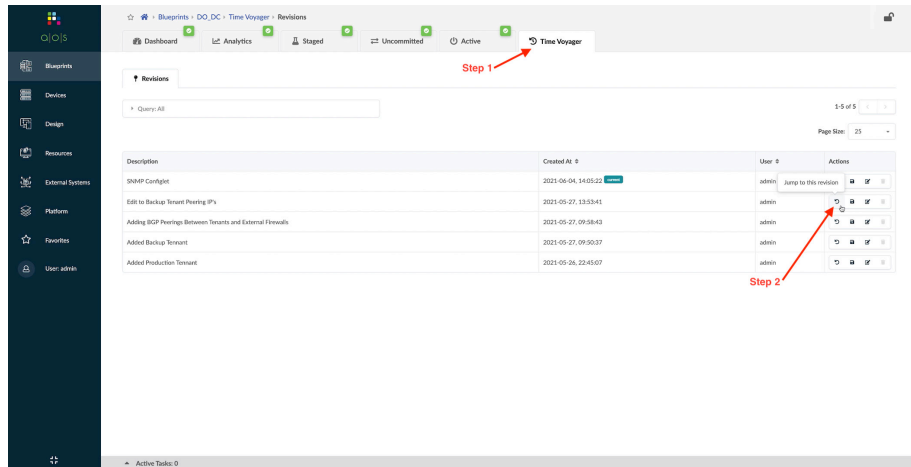 Blueprints › DO_DC › Time Voyager › Revisions
aos
Dashboard
Analytics
Staged
Uncommitted
Active
Time Voyager
Step 1
Blueprints
Devices
Design
Resources
External Systems
Platform
Favorites
User: admin
Revisions
Query: All
1-5 of 5
Page Size: 25
Description Created At User Actions
SNMP Configlet 2021-06-04, 14:05:22 current admin
Jump to this revision
Edit to Backup Tenant Peering IP's 2021-05-27, 13:53:41 admin
Adding BGP Peerings Between Tenants and External Firewalls 2021-05-27, 09:58:43 admin
Added Backup Tennant 2021-05-27, 09:50:37 admin
Added Production Tennant 2021-05-26, 22:45:07 admin
Step 2
Active Tasks: 0